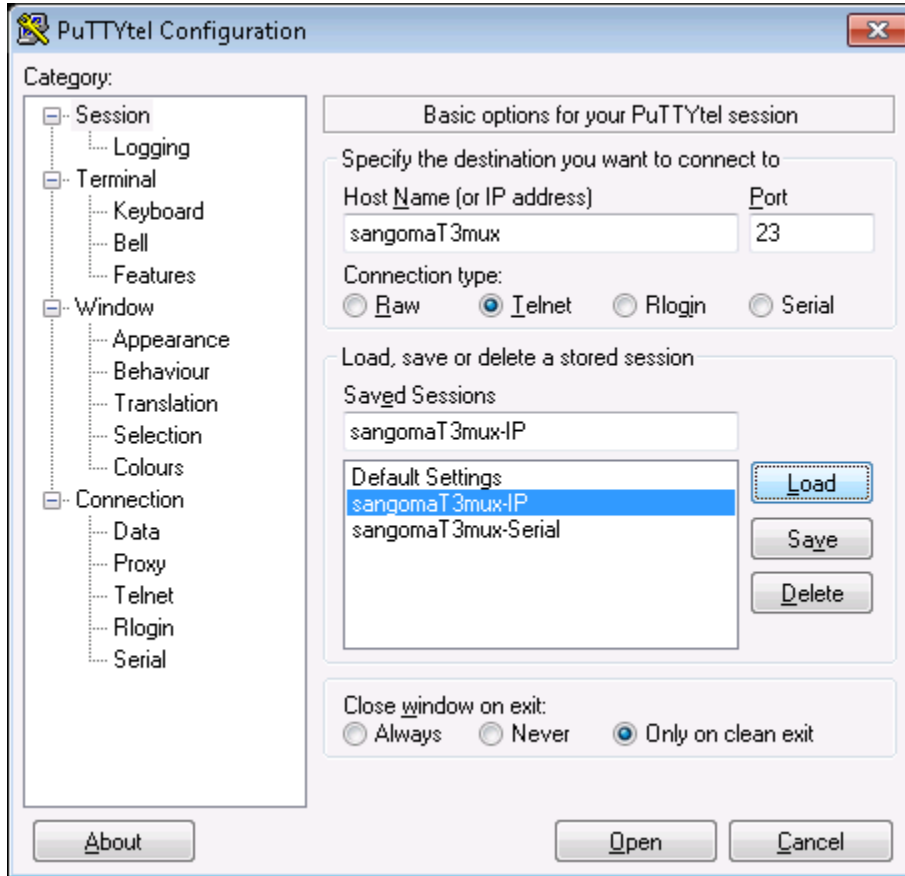 PuTTYtel Configuration
Category:
Session
Logging
Terminal
Keyboard
Bell
Features
Window
Appearance
Behaviour
Translation
Selection
Colours
Connection
Data
Proxy
Telnet
Rlogin
Serial
Basic options for your PuTTYtel session
Specify the destination you want to connect to
Host Name (or IP address) Port
sangomaT3mux 23
Connection type:
Raw Telnet Rlogin Serial
Load, save or delete a stored session
Saved Sessions
sangomaT3mux-IP
Default Settings
sangomaT3mux-IP
sangomaT3mux-Serial
Load
Save
Delete
Close window on exit:
Always Never Only on clean exit
About Open Cancel